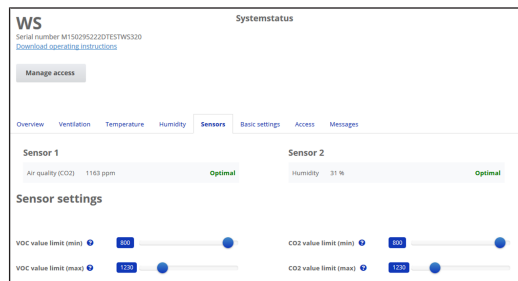 WS
Systemstatus
Serial number M150295222DTESTWS320
Download operating instructions
Manage access
Overview Ventilation Temperature Humidity Sensors Basic settings Access Messages
Sensor 1 Sensor 2
Air quality (CO2) 1163 ppm Optimal Humidity 31 % Optimal
Sensor settings
VOC value limit (min) ? 800 CO2 value limit (min) ? 800
VOC value limit (max) ? 1230 CO2 value limit (max) ? 1230